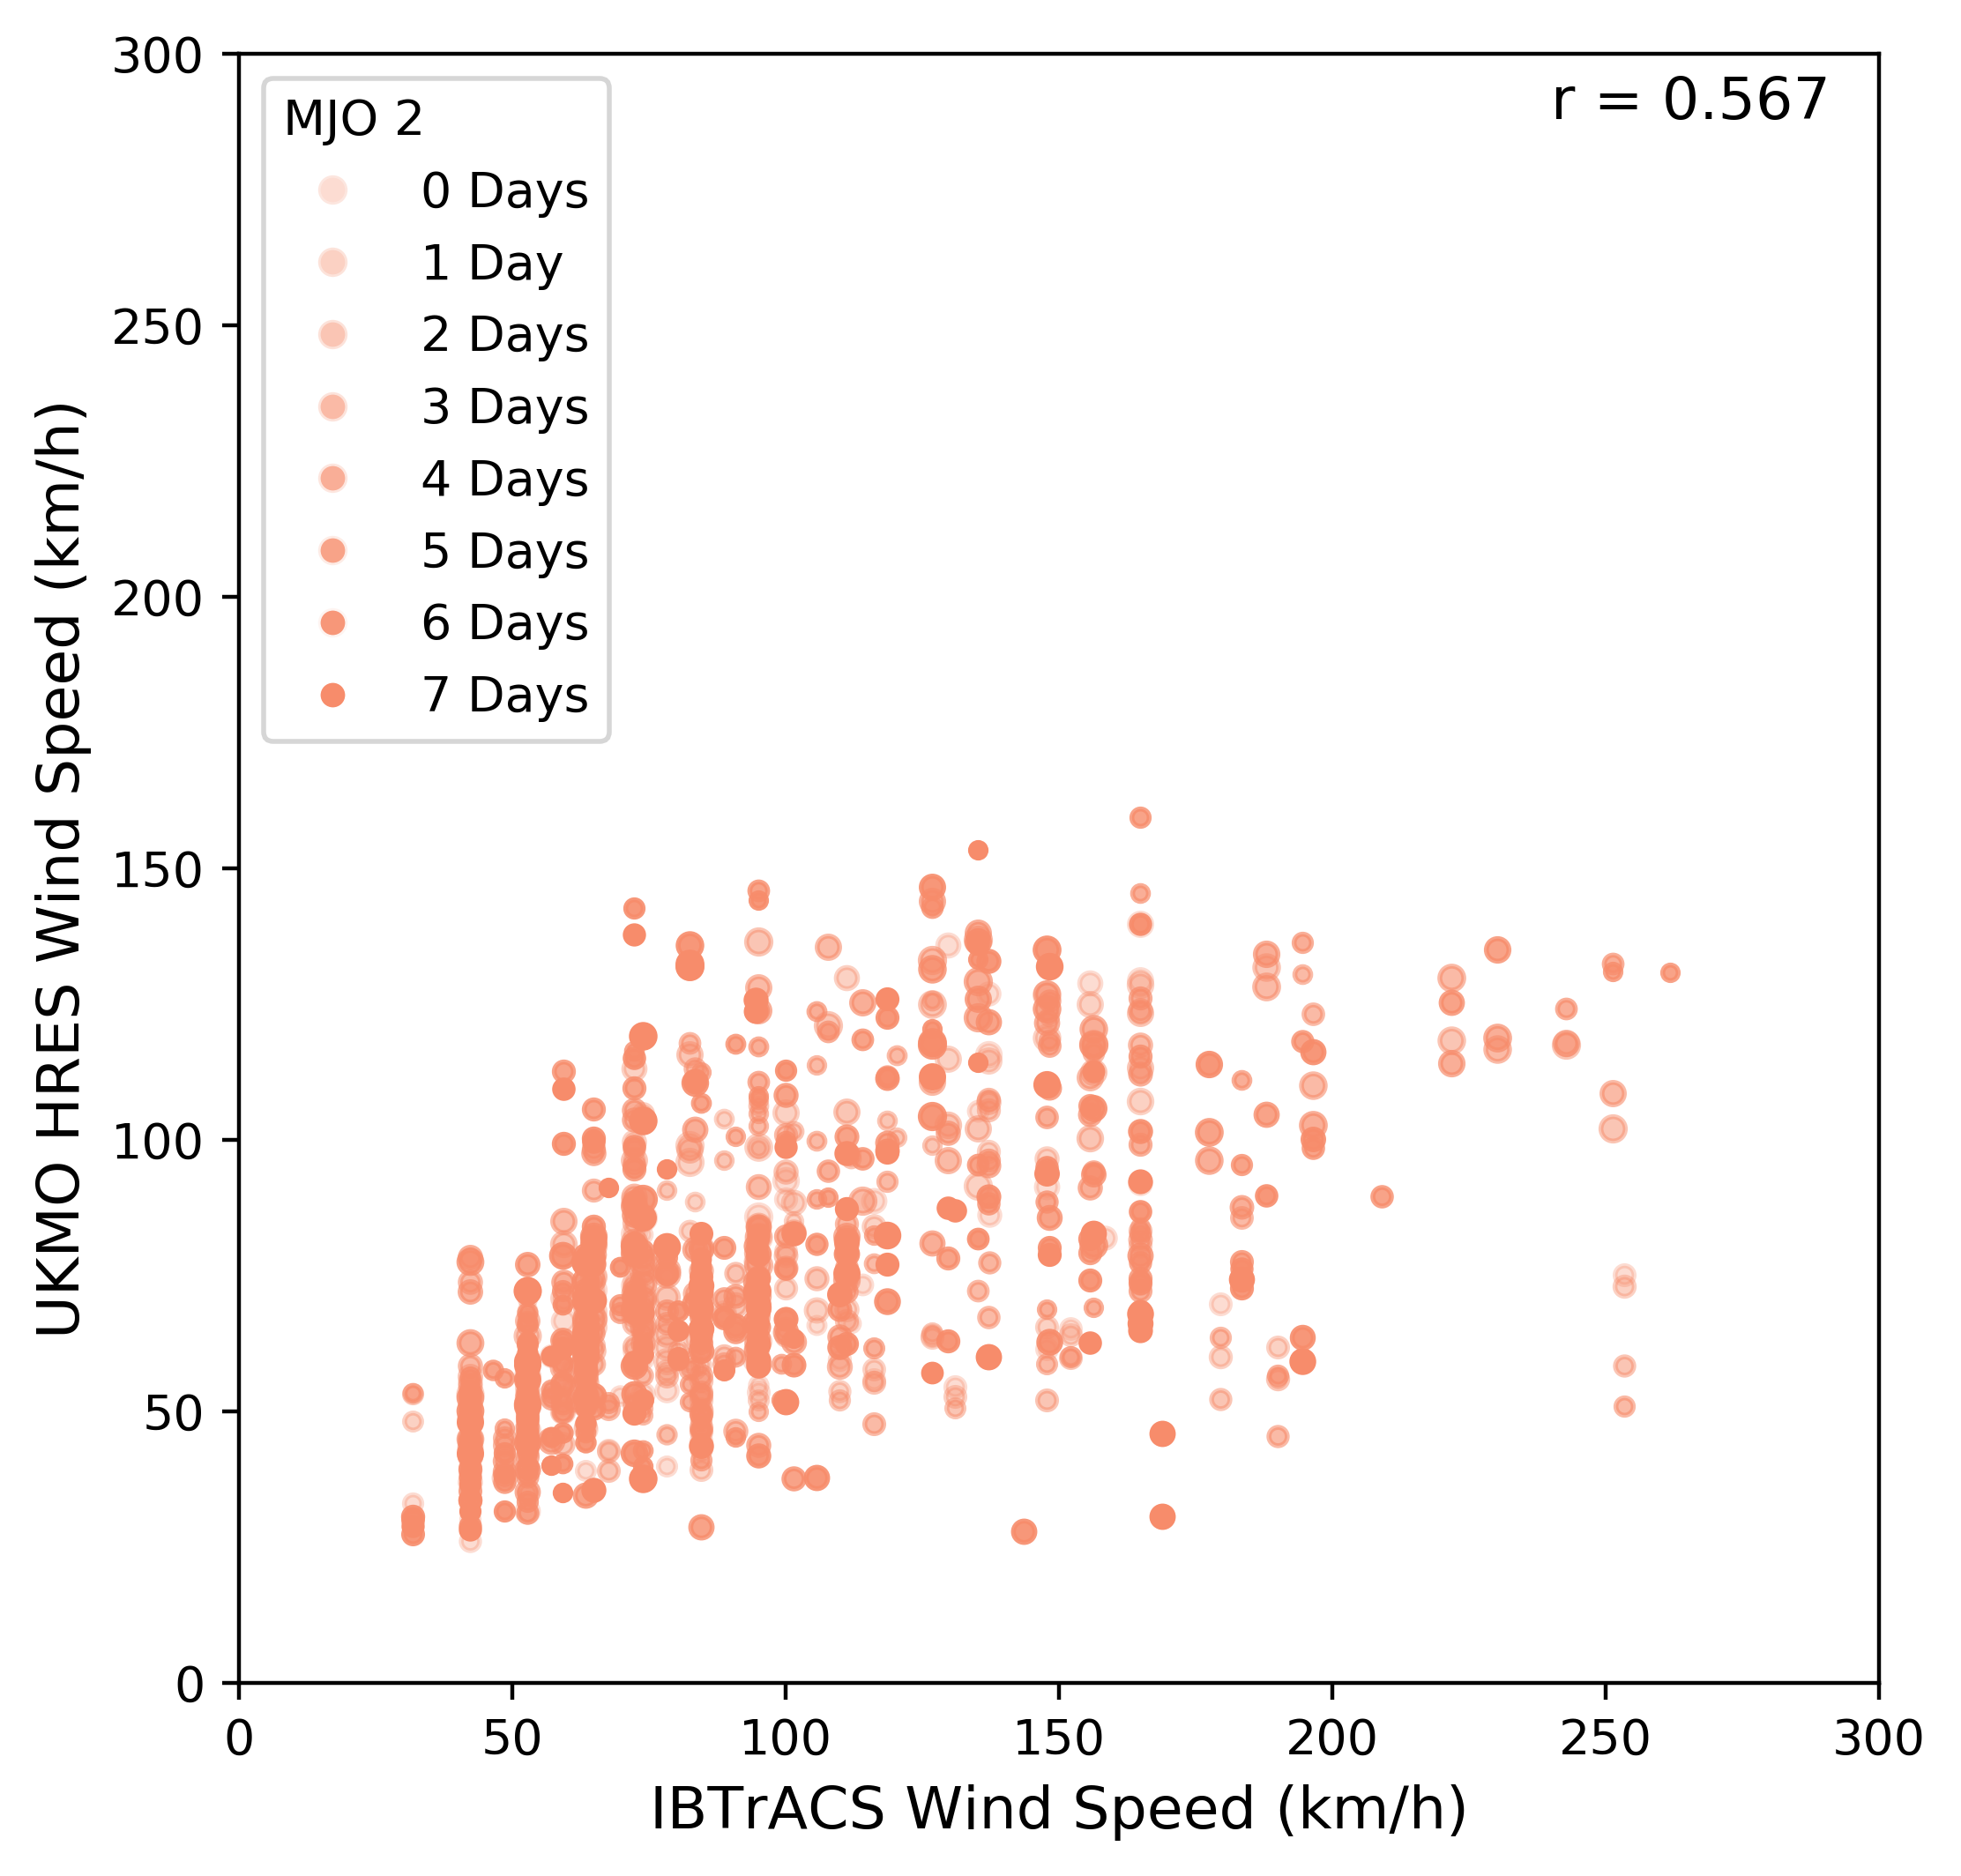 r = 0.567
MJO 2
0 Days
1 Day
2 Days
3 Days
4 Days
5 Days
6 Days
7 Days
300
250
200
150
100
50
0
UKMO HRES Wind Speed (km/h)
0 50 100 150 200 250 300
IBTrACS Wind Speed (km/h)